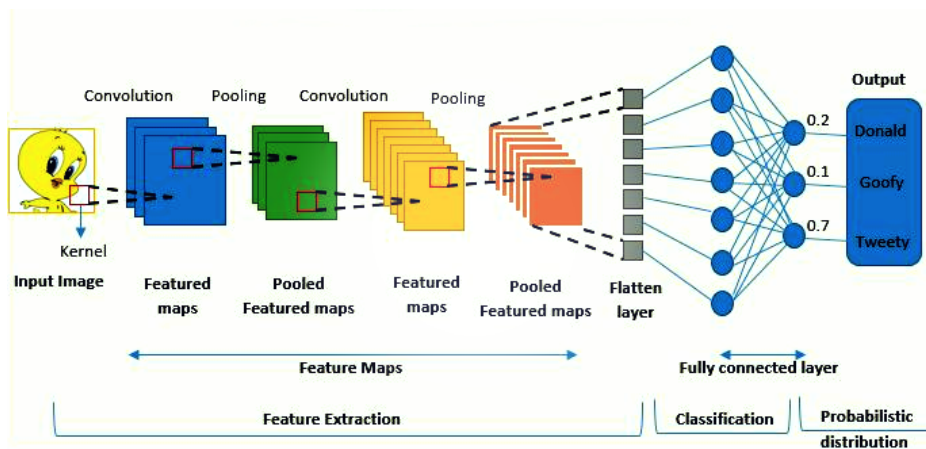 Convolution
Pooling
Convolution
Pooling
Output
0.2
Donald
0.1
Goofy
0.7
Tweety
Kernel
Input Image
Featured
maps
Pooled
Featured maps
Featured
maps
Pooled
Featured maps
Flatten
layer
Feature Maps
Fully connected layer
Feature Extraction
Classification
Probabilistic
distribution